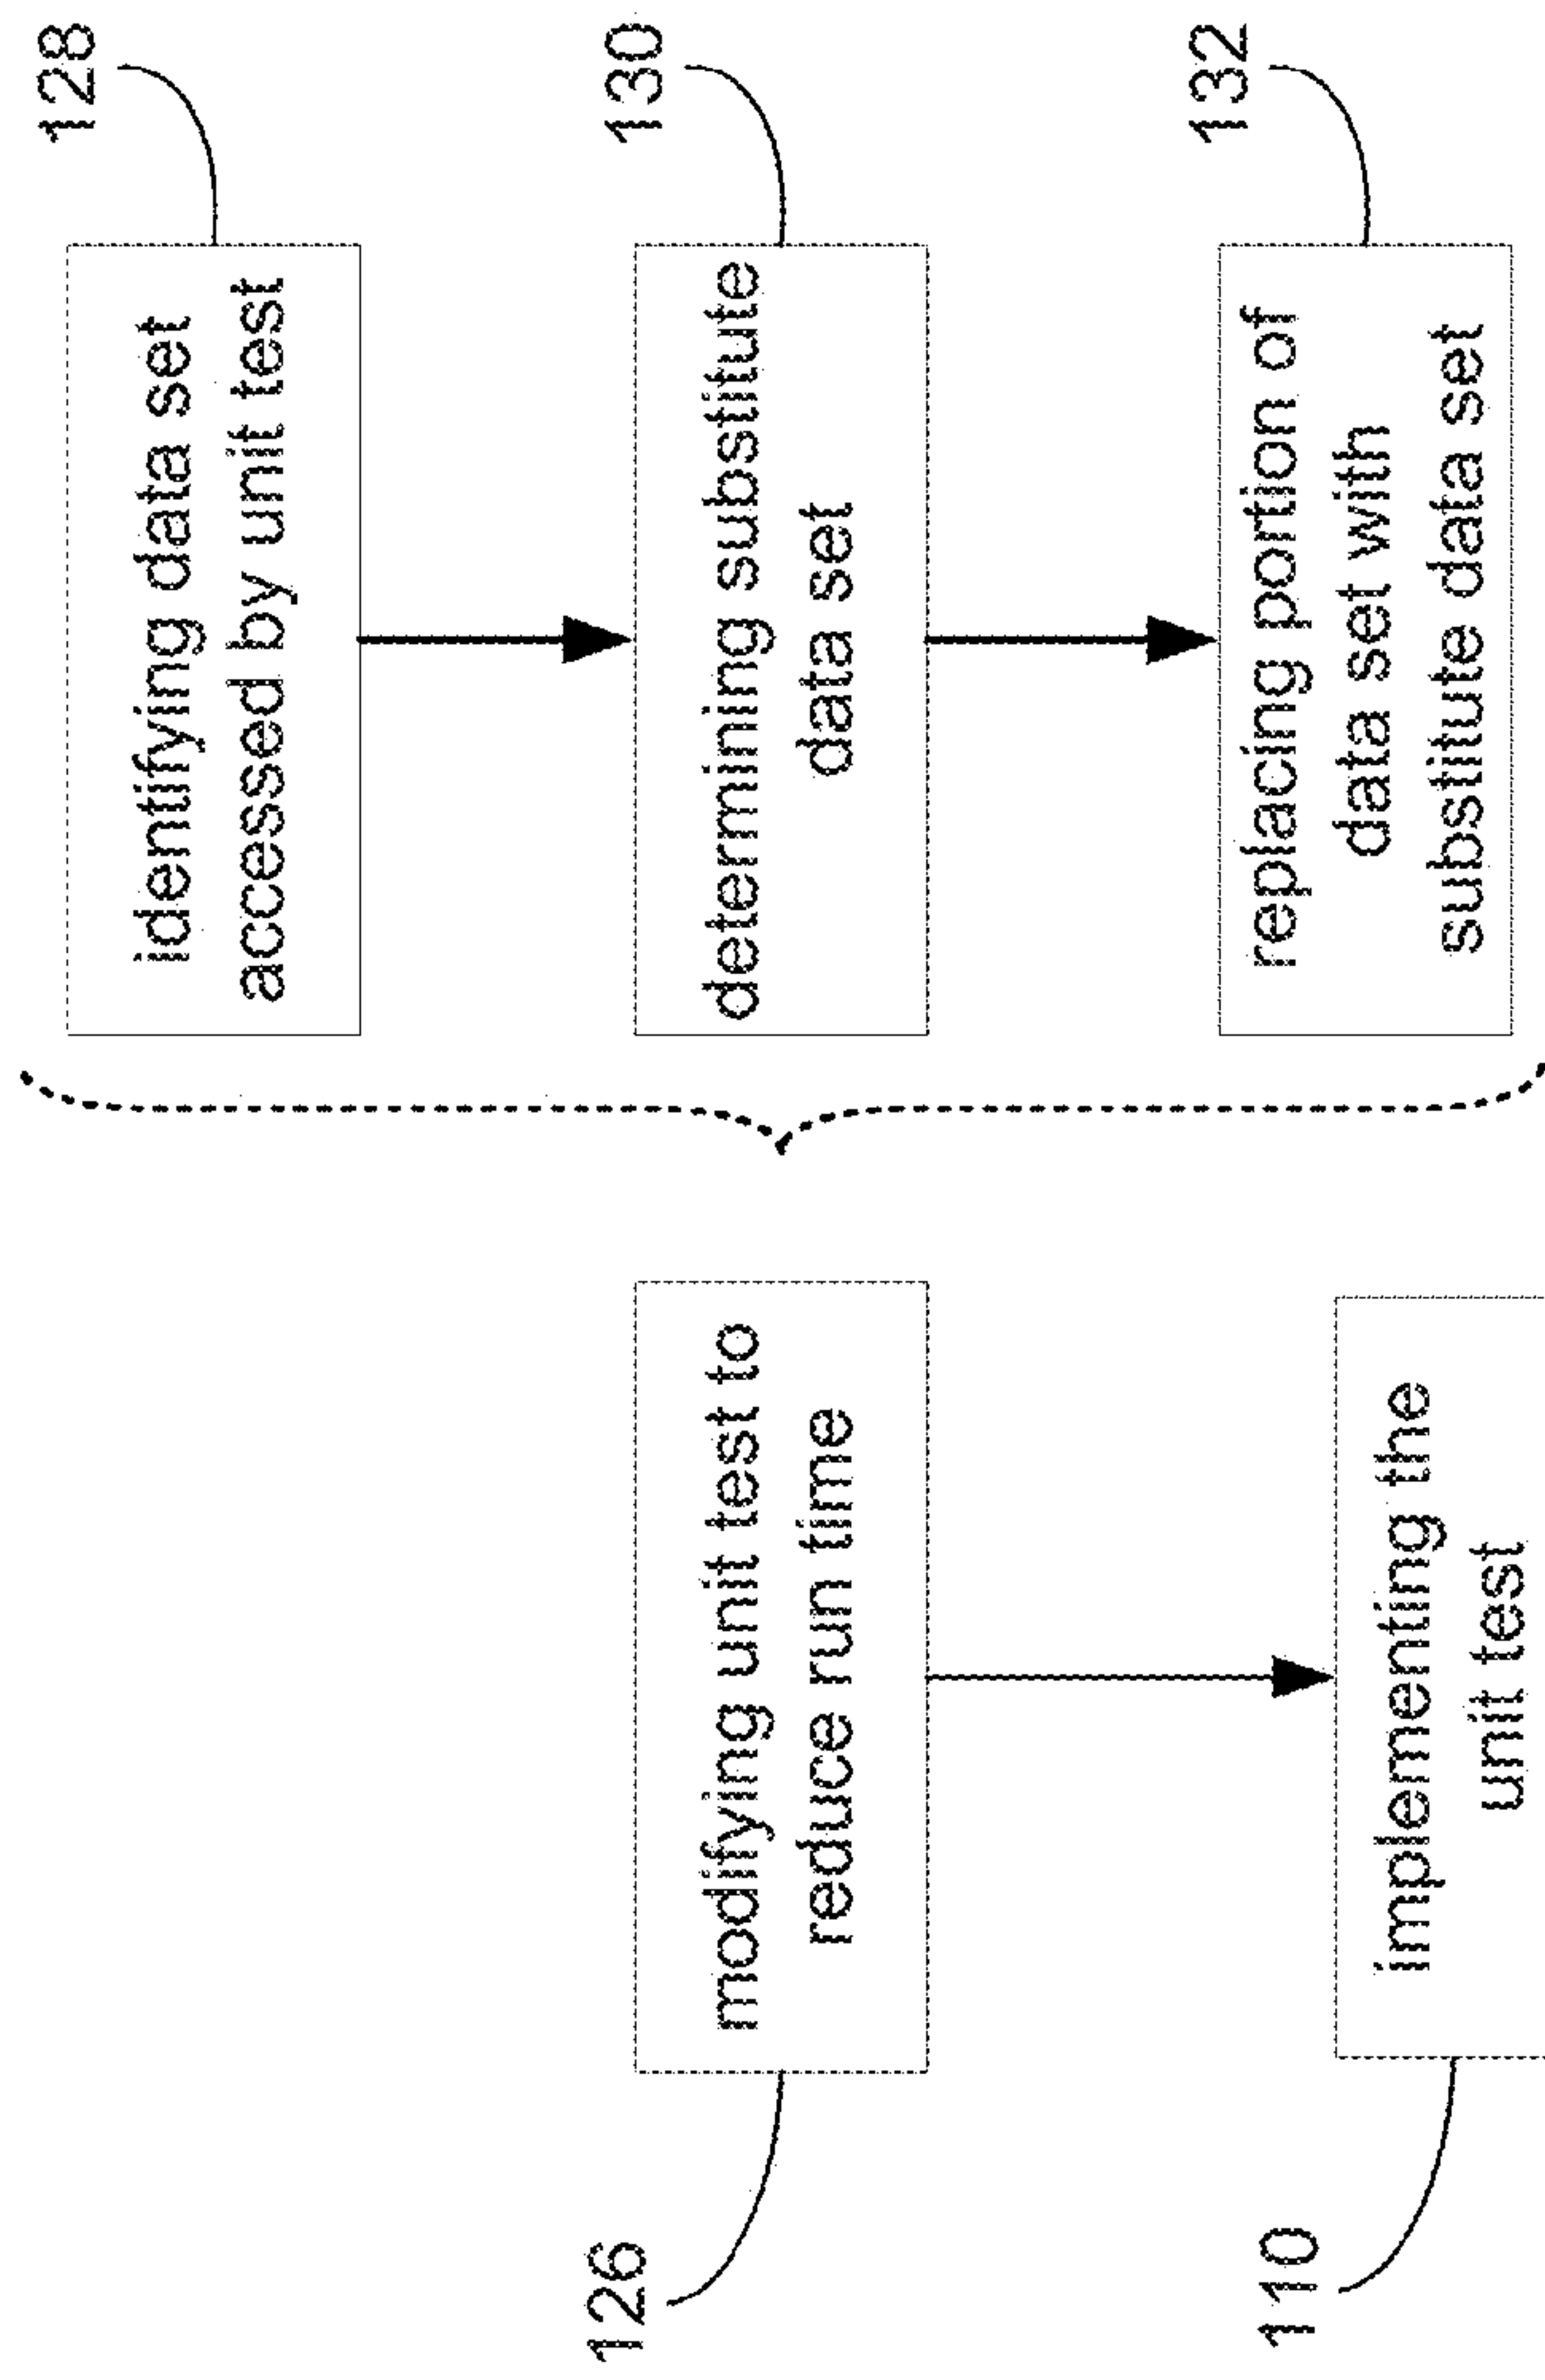 126
modifying unit test to
reduce run time
110
implementing the
unit test
identifying data set
accessed by unit test
128
determining substitute
data set
130
replacing portion of
data set with
substitute data set
132